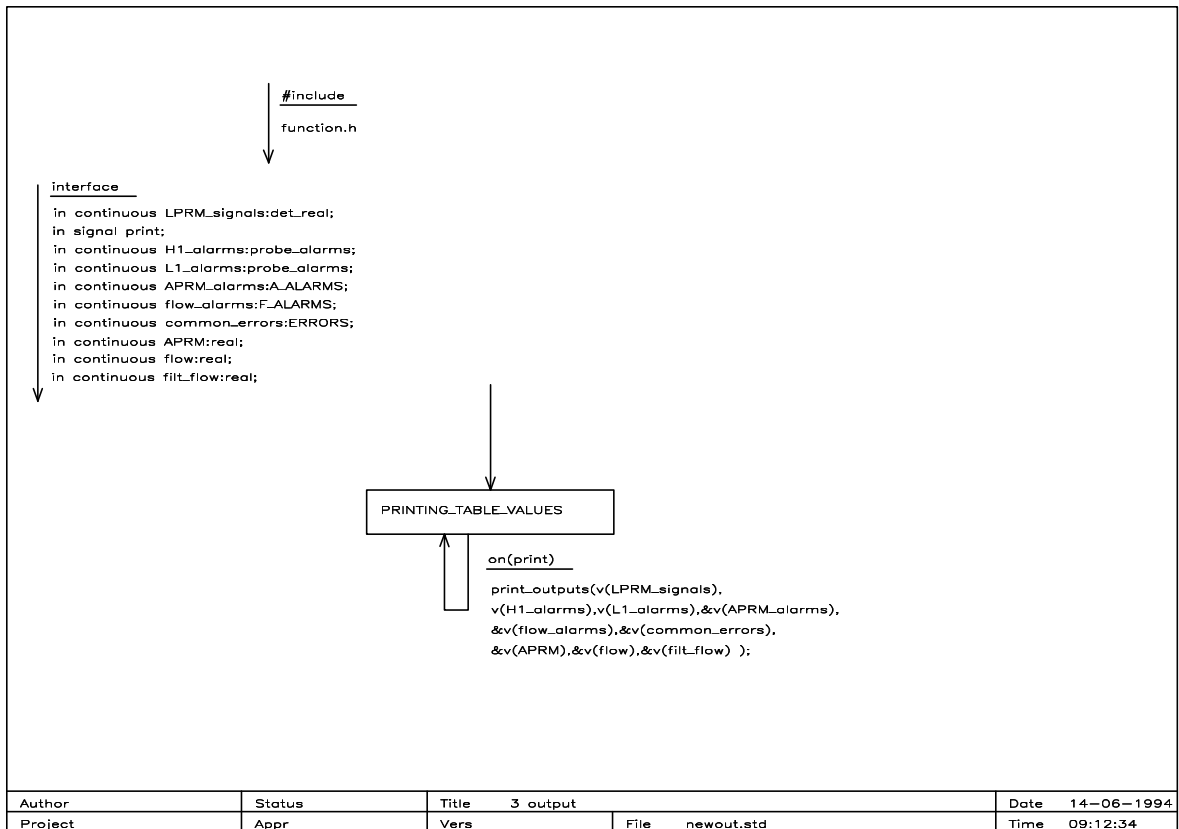 #include
function.h
interface
in continuous LPRM_signals:det_real;
in signal print;
in continuous H1_alarms:probe_alarms;
in continuous L1_alarms:probe_alarms;
in continuous APRM_alarms:A_ALARMS;
in continuous flow_alarms:F_ALARMS;
in continuous common_errors:ERRORS;
in continuous APRM:real;
in continuous flow:real;
in continuous filt_flow:real;
PRINTING_TABLE_VALUES
on(print)
print_outputs(v(LPRM_signals),
v(H1_alarms),v(L1_alarms),&v(APRM_alarms),
&v(flow_alarms),&v(common_errors),
&v(APRM),&v(flow),&v(filt_flow) );
Author Status Title 3 output Date 14-06-1994
Project Appr Vers File newout.std Time 09:12:34